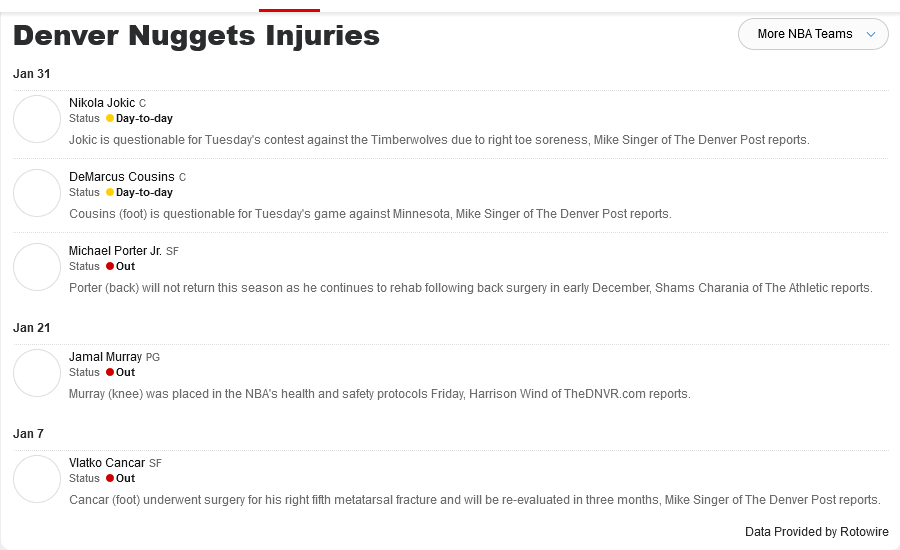 Denver Nuggets Injuries
More NBA Teams
Jan 31
Nikola Jokic C
Status Day-to-day
Jokic is questionable for Tuesday's contest against the Timberwolves due to right toe soreness, Mike Singer of The Denver Post reports.
DeMarcus Cousins C
Status Day-to-day
Cousins (foot) is questionable for Tuesday's game against Minnesota, Mike Singer of The Denver Post reports.
Michael Porter Jr. SF
Status Out
Porter (back) will not return this season as he continues to rehab following back surgery in early December, Shams Charania of The Athletic reports.
Jan 21
Jamal Murray PG
Status Out
Murray (knee) was placed in the NBA's health and safety protocols Friday, Harrison Wind of TheDNVR.com reports.
Jan 7
Vlatko Cancar SF
Status Out
Cancar (foot) underwent surgery for his right fifth metatarsal fracture and will be re-evaluated in three months, Mike Singer of The Denver Post reports.
Data Provided by Rotowire